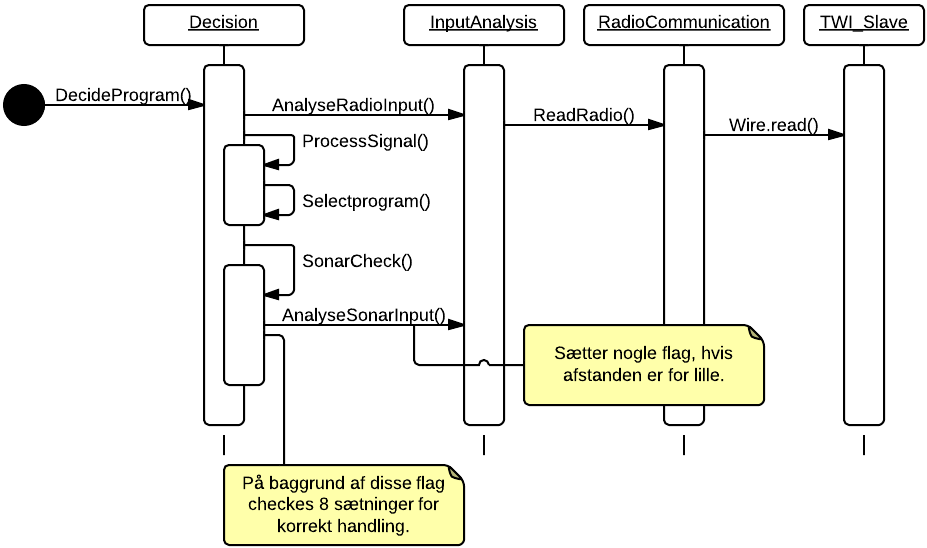 Decision
InputAnalysis
RadioCommunication
TWI_Slave
DecideProgram()
AnalyseRadioInput()
ReadRadio()
Wire.read()
ProcessSignal()
Selectprogram()
SonarCheck()
AnalyseSonarInput()
Sætter nogle flag, hvis
afstanden er for lille.
På baggrund af disse flag
checkes 8 sætninger for
korrekt handling.